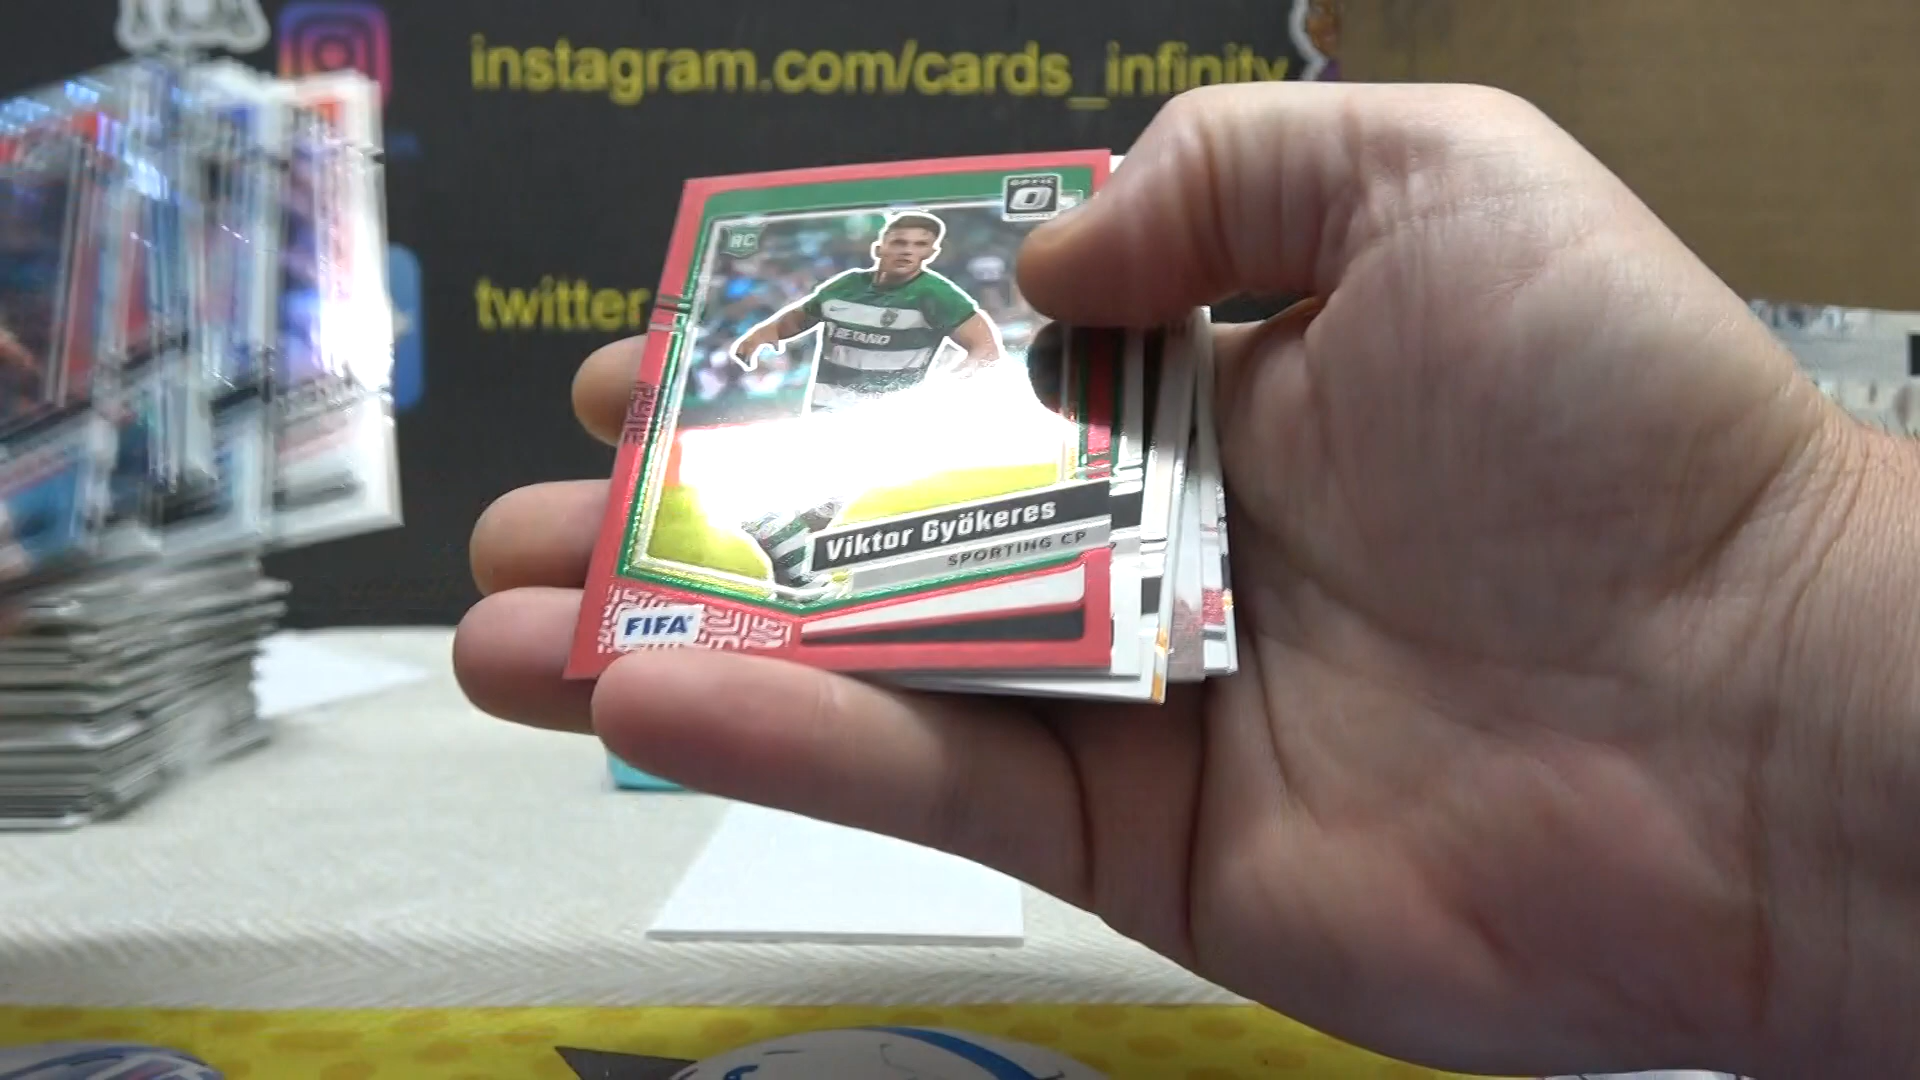 instagram.com/cards_infinity
twitter
OPTIC
RC
BETANO
Viktor Gyökeres
SPORTING CP
FIFA